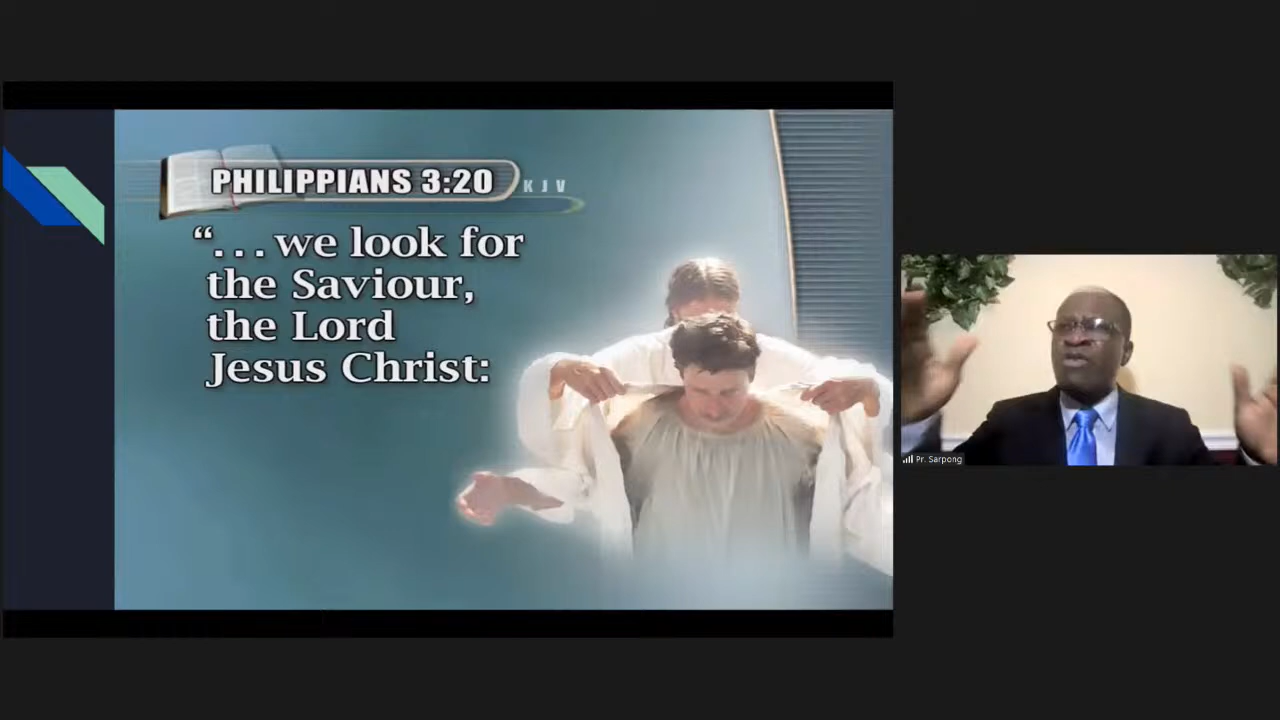 PHILIPPIANS 3:20 KJV
“...we look for
the Saviour,
the Lord
Jesus Christ:
Pr. Sarpong